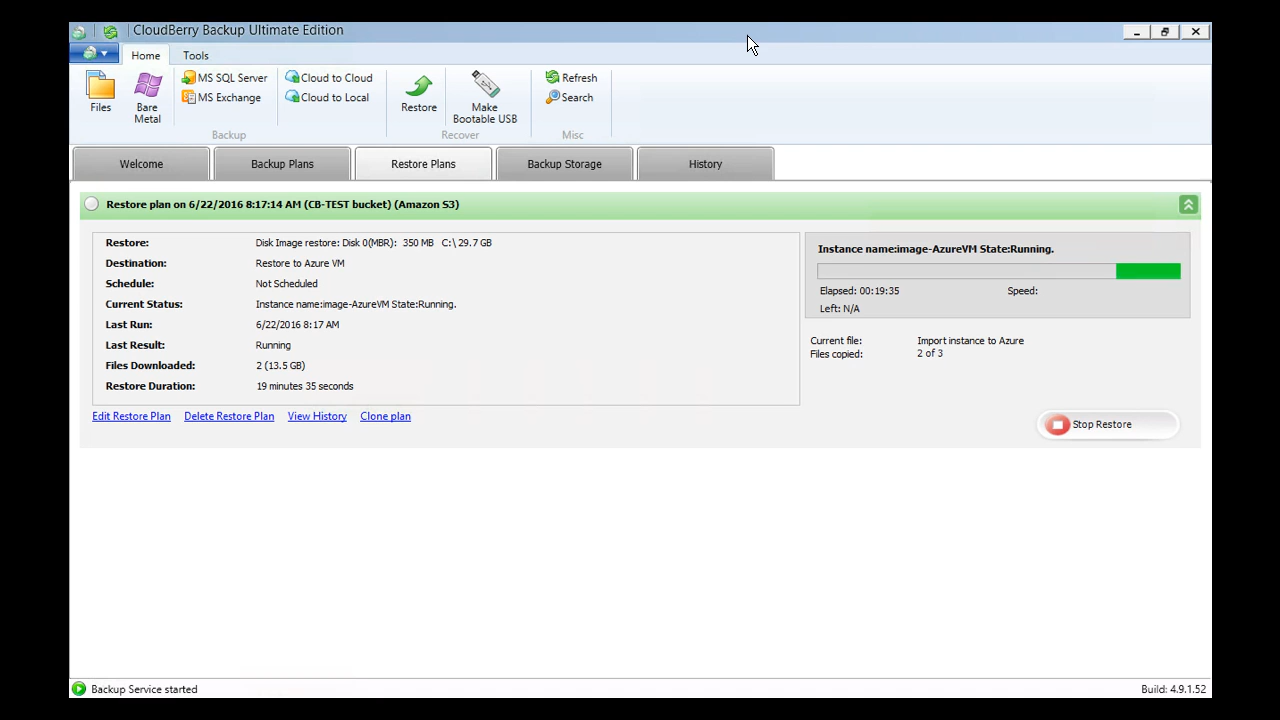 CloudBerry Backup Ultimate Edition
Home Tools
Files
Bare Metal
MS SQL Server
MS Exchange
Backup
Cloud to Cloud
Cloud to Local
Restore
Make Bootable USB
Recover
Refresh
Search
Misc
Welcome Backup Plans Restore Plans Backup Storage History
Restore plan on 6/22/2016 8:17:14 AM (CB-TEST bucket) (Amazon S3)
Restore: Disk Image restore: Disk 0(MBR): 350 MB C:\ 29.7 GB
Destination: Restore to Azure VM
Schedule: Not Scheduled
Current Status: Instance name:image-AzureVM State:Running.
Last Run: 6/22/2016 8:17 AM
Last Result: Running
Files Downloaded: 2 (13.5 GB)
Restore Duration: 19 minutes 35 seconds
Edit Restore Plan Delete Restore Plan View History Clone plan
Instance name:image-AzureVM State:Running.
Elapsed: 00:19:35 Speed:
Left: N/A
Current file: Import instance to Azure
Files copied: 2 of 3
Stop Restore
Backup Service started Build: 4.9.1.52